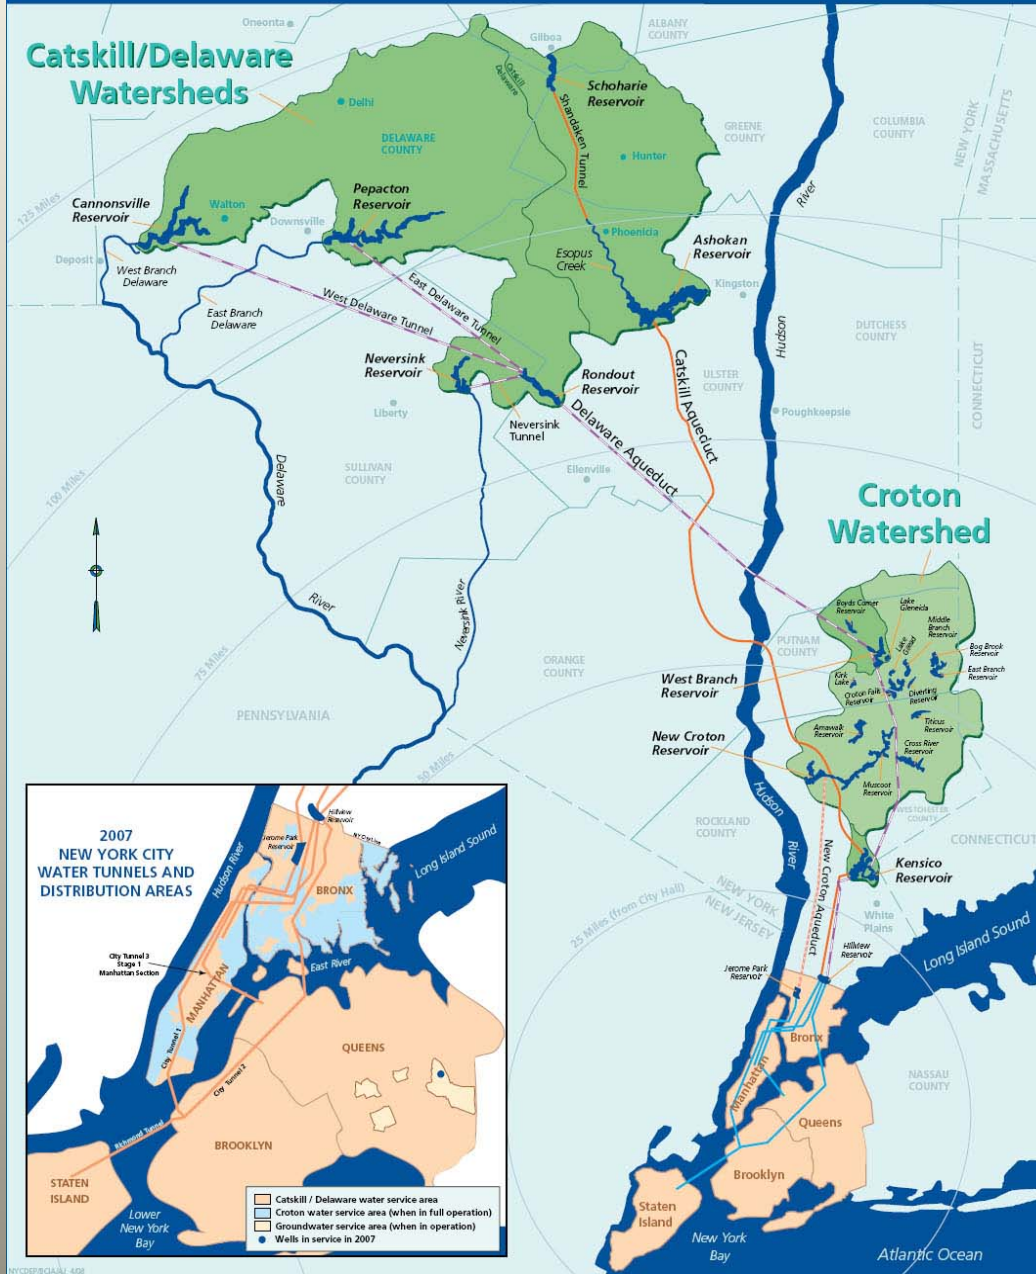 Oneonta
ALBANY
COUNTY
Gilboa
Catskill/Delaware
Watersheds
Catskill
Delaware
Schoharie
Reservoir
Delhi
Shandaken Tunnel
DELAWARE
COUNTY
GREENE
COUNTY
COLUMBIA
COUNTY
NEW YORK
MASSACHUSETTS
Hunter
125 Miles
Cannonsville
Reservoir
Walton
Pepacton
Reservoir
Downsville
River
Phoenicia
Ashokan
Reservoir
Esopus
Creek
Deposit
West Branch
Delaware
East Branch
Delaware
East Delaware Tunnel
West Delaware Tunnel
Kingston
Hudson
DUTCHESS
COUNTY
CONNECTICUT
Neversink
Reservoir
Rondout
Reservoir
Catskill Aqueduct
ULSTER
COUNTY
Liberty
Neversink
Tunnel
Delaware Aqueduct
Poughkeepsie
Ellenville
SULLIVAN
COUNTY
100 Miles
Delaware
Croton
Watershed
River
Neversink River
75 Miles
ORANGE
COUNTY
PENNSYLVANIA
50 Miles
Boyds Corner
Reservoir
Lake
Gleneida
Middle
Branch
Reservoir
Lake
Gilead
Bog Brook
Reservoir
East Branch
Reservoir
PUTNAM
COUNTY
West Branch
Reservoir
Kirk
Lake
Croton Falls
Reservoir
Diverting
Reservoir
Titicus
Reservoir
Amawalk
Reservoir
Cross River
Reservoir
New Croton
Reservoir
Muscoot
Reservoir
WESTCHESTER
COUNTY
Hudson
River
ROCKLAND
COUNTY
CONNECTICUT
New Croton Aqueduct
Kensico
Reservoir
NEW YORK
NEW JERSEY
25 Miles (from City Hall)
White
Plains
Long Island Sound
Hillview
Reservoir
Jerome Park
Reservoir
Bronx
Manhattan
NASSAU
COUNTY
Queens
Brooklyn
Staten
Island
New York
Bay
Atlantic Ocean
2007
NEW YORK CITY
WATER TUNNELS AND
DISTRIBUTION AREAS
Hudson River
Hillview
Reservoir
Jerome Park
Reservoir
NY City Line
Long Island Sound
BRONX
East River
City Tunnel 3
Stage 1
Manhattan Section
MANHATTAN
City Tunnel 1
City Tunnel 2
QUEENS
BROOKLYN
Richmond Tunnel
STATEN
ISLAND
Lower
New York
Bay
Catskill / Delaware water service area
Croton water service area (when in full operation)
Groundwater service area (when in operation)
Wells in service in 2007